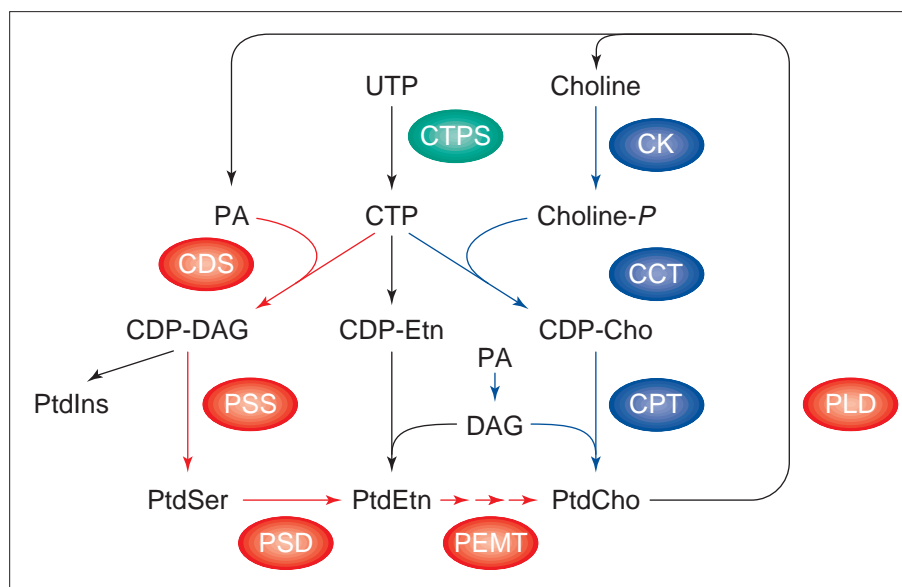 UTP
Choline
CTPS
CK
PA
CTP
Choline-P
CDS
CCT
CDP-DAG
CDP-Etn
CDP-Cho
PA
PtdIns
PSS
CPT
PLD
DAG
PtdSer
PtdEtn
PtdCho
PSD
PEMT